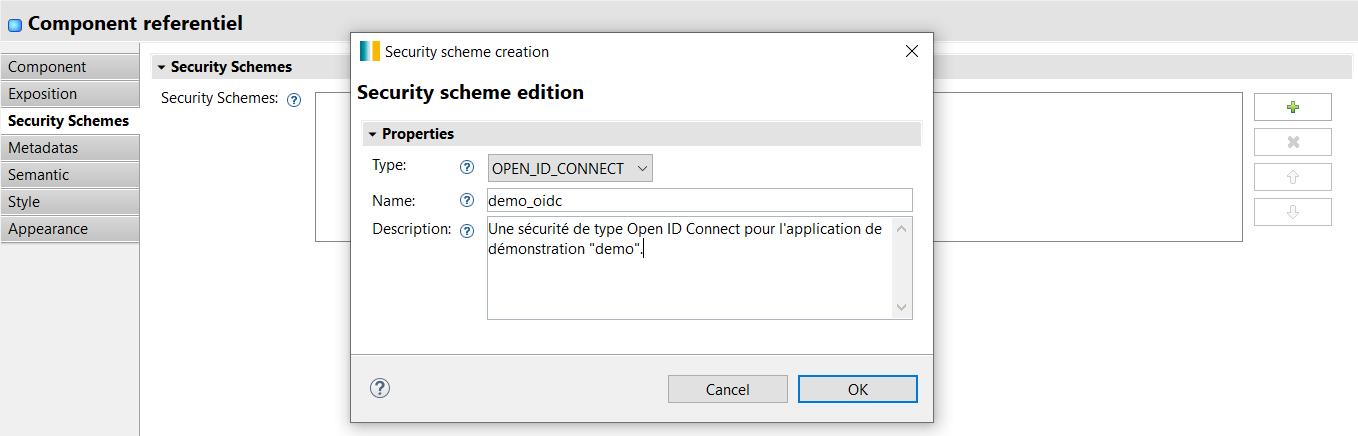 Component referentiel
Component
Exposition
Security Schemes
Metadatas
Semantic
Style
Appearance
Security Schemes
Security Schemes:
Security scheme creation
Security scheme edition
Properties
Type:
OPEN_ID_CONNECT
Name:
demo_oidc
Description:
Une sécurité de type Open ID Connect pour l'application de
démonstration "demo".
Cancel
OK